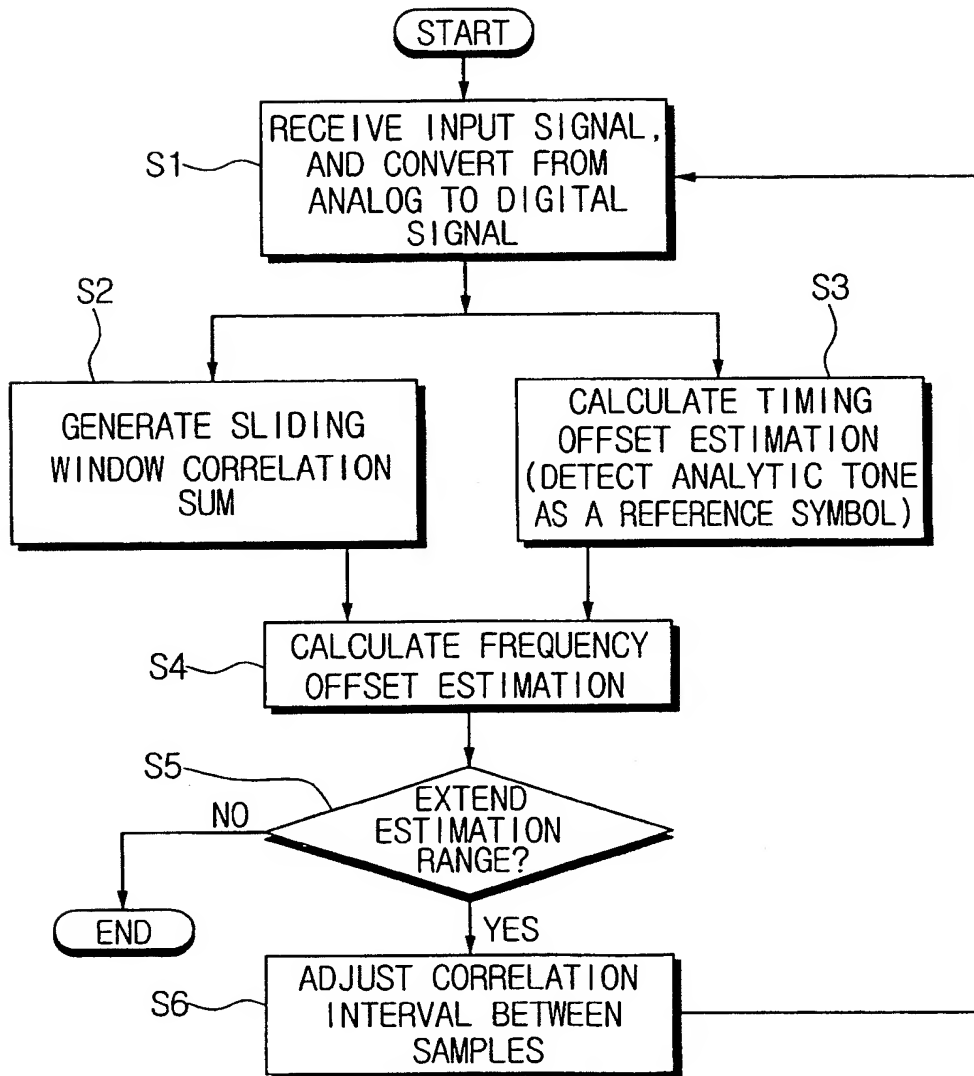 START
S1
RECEIVE INPUT SIGNAL,
AND CONVERT FROM
ANALOG TO DIGITAL
SIGNAL
S2
GENERATE SLIDING
WINDOW CORRELATION
SUM
S3
CALCULATE TIMING
OFFSET ESTIMATION
(DETECT ANALYTIC TONE
AS A REFERENCE SYMBOL)
S4
CALCULATE FREQUENCY
OFFSET ESTIMATION
S5
EXTEND
ESTIMATION
RANGE?
NO
END
YES
S6
ADJUST CORRELATION
INTERVAL BETWEEN
SAMPLES